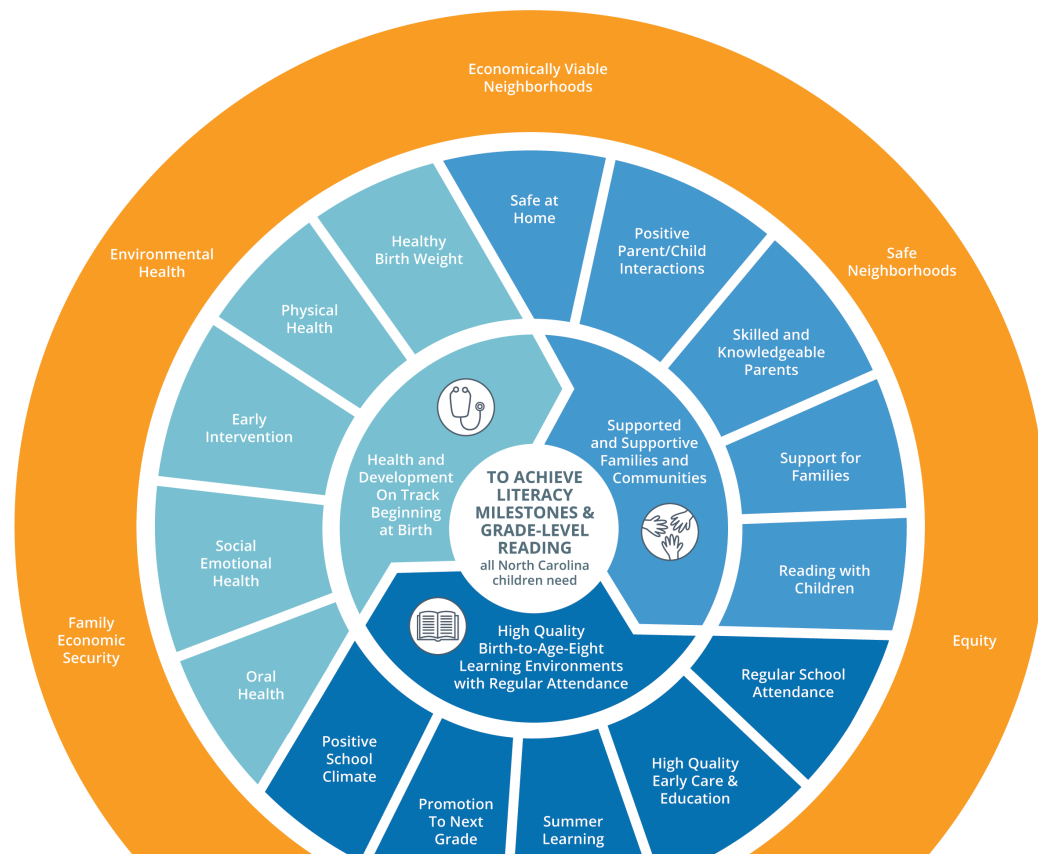 Economically Viable
Neighborhoods
Safe
Neighborhoods
Equity
Environmental
Health
Family
Economic
Security
Safe at
Home
Positive
Parent/Child
Interactions
Skilled and
Knowledgeable
Parents
Support for
Families
Reading with
Children
Regular School
Attendance
High Quality
Early Care &
Education
Summer
Learning
Promotion
To Next
Grade
Positive
School
Climate
Oral
Health
Social
Emotional
Health
Early
Intervention
Physical
Health
Healthy
Birth Weight
Health and
Development
On Track
Beginning
at Birth
Supported
and Supportive
Families and
Communities
High Quality
Birth-to-Age-Eight
Learning Environments
with Regular Attendance
TO ACHIEVE
LITERACY
MILESTONES &
GRADE-LEVEL
READING
all North Carolina
children need